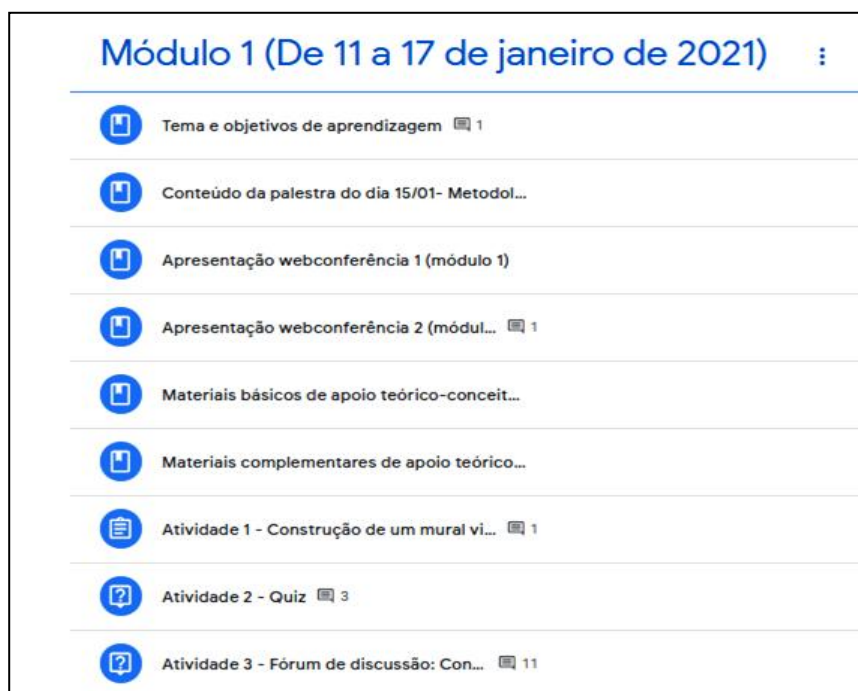 Módulo 1 (De 11 a 17 de janeiro de 2021)
Tema e objetivos de aprendizagem 1
Conteúdo da palestra do dia 15/01- Metodol...
Apresentação webconferência 1 (módulo 1)
Apresentação webconferência 2 (módul... 1
Materiais básicos de apoio teórico-conceit...
Materiais complementares de apoio teórico...
Atividade 1 - Construção de um mural vi... 1
Atividade 2 - Quiz 3
Atividade 3 - Fórum de discussão: Con... 11